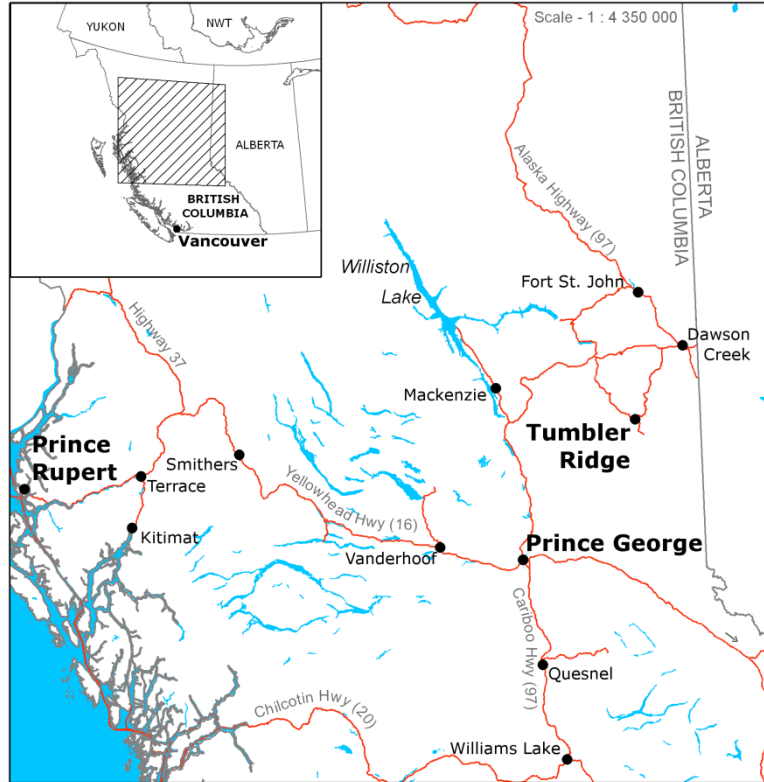 YUKON
NWT
ALBERTA
BRITISH
COLUMBIA
Vancouver
Scale - 1 : 4 350 000
ALBERTA
BRITISH COLUMBIA
Alaska Highway (97)
Williston
Lake
Fort St. John
Dawson
Creek
Highway 37
Mackenzie
Tumbler
Ridge
Prince
Rupert
Smithers
Terrace
Yellowhead Hwy (16)
Kitimat
Vanderhoof
Prince George
Cariboo Hwy (97)
Quesnel
Chilcotin Hwy (20)
Williams Lake